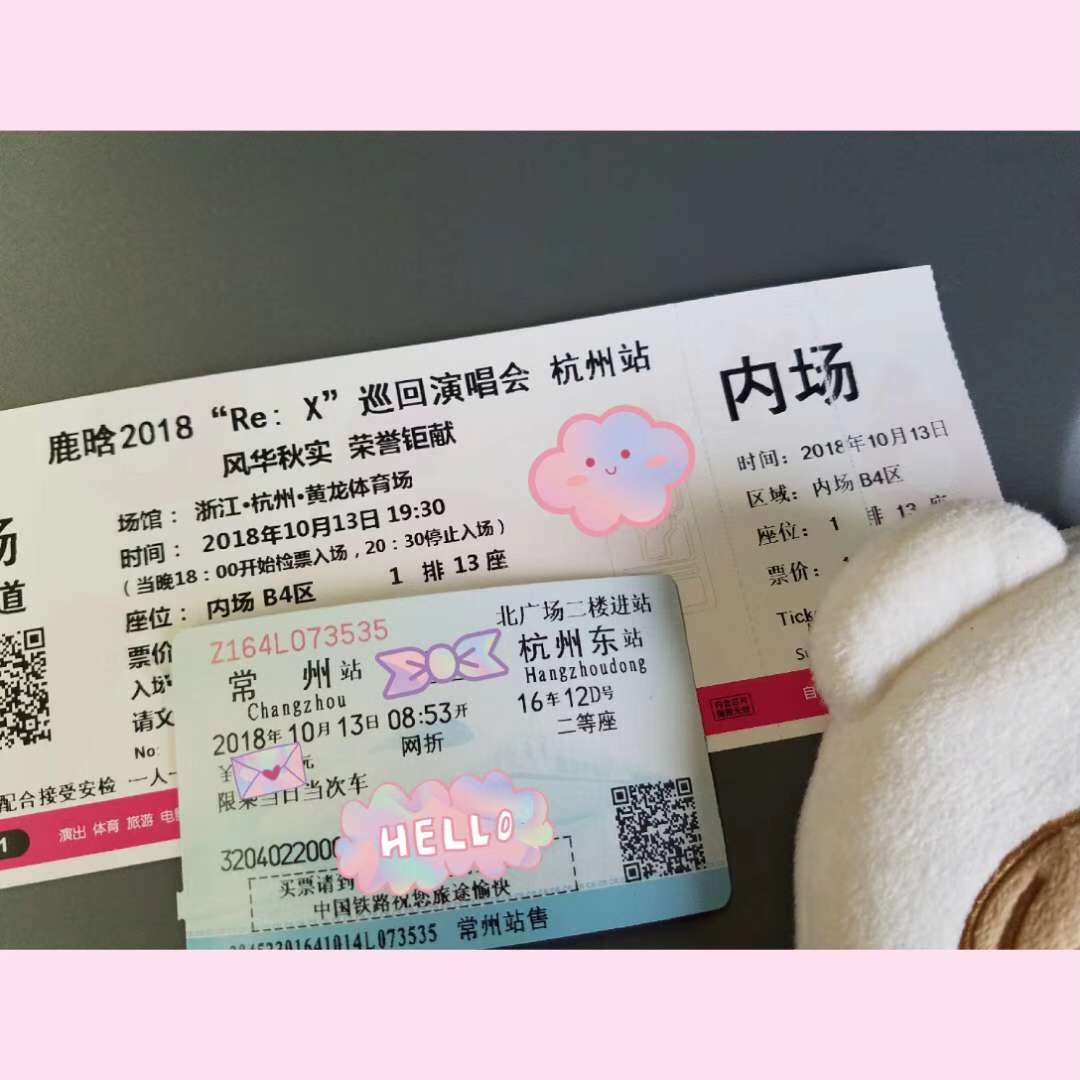 鹿晗2018 “Re: X” 巡回演唱会 杭州站
风华秋实 荣誉钜献
场馆： 浙江·杭州·黄龙体育场
时间： 2018年10月13日 19:30
（当晚18：00开始检票入场，20：30停止入场）
座位： 内场 B4区 1 排 13 座
票价
入场
请文
No:
配合接受安检 一人一
演出 体育 旅游 电影
场
道
内场
时间：2018年10月13日
区域：内场 B4区
座位： 1 排 13 座
票价：
Z164L073535
北广场二楼进站
常州站
杭州东站
Changzhou
Hangzhoudong
2018年10月13日 08:53开
16车12D号
网折
二等座
限乘当日当次车
3204022000
HELLO
买票请到
中国铁路祝您旅途愉快
常州站售